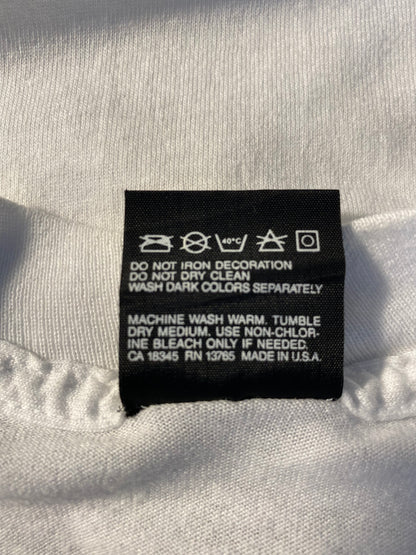 40°C
DO NOT IRON DECORATION
DO NOT DRY CLEAN
WASH DARK COLORS SEPARATELY
MACHINE WASH WARM. TUMBLE
DRY MEDIUM. USE NON-CHLOR-
INE BLEACH ONLY IF NEEDED.
CA 18345 RN 13765 MADE IN U.S.A.